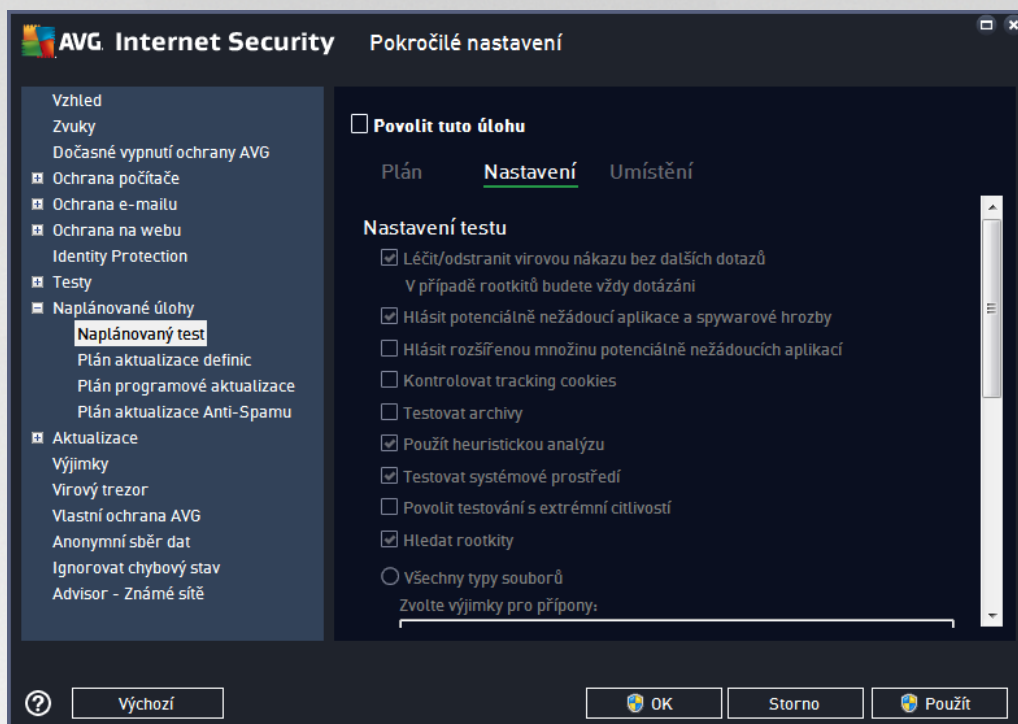 AVG. Internet Security Pokročilé nastavení
Vzhled
Zvuky
Dočasné vypnutí ochrany AVG
Ochrana počítače
Ochrana e-mailu
Ochrana na webu
Identity Protection
Testy
Naplánované úlohy
Naplánovaný test
Plán aktualizace definic
Plán programové aktualizace
Plán aktualizace Anti-Spamu
Aktualizace
Výjimky
Virový trezor
Vlastní ochrana AVG
Anonymní sběr dat
Ignorovat chybový stav
Advisor - Známé sítě
Povolit tuto úlohu
Plán Nastavení Umístění
Nastavení testu
Léčit/odstranit virovou nákazu bez dalších dotazů
V případě rootkitů budete vždy dotázáni
Hlásit potenciálně nežádoucí aplikace a spywarové hrozby
Hlásit rozšířenou množinu potenciálně nežádoucích aplikací
Kontrolovat tracking cookies
Testovat archivy
Použít heuristickou analýzu
Testovat systémové prostředí
Povolit testování s extrémní citlivostí
Hledat rootkity
Všechny typy souborů
Zvolte výjimky pro přípony:
? Výchozí OK Storno Použít